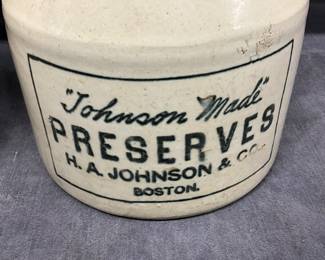 "Johnson Made"
PRESERVES
H. A. JOHNSON & CO.
BOSTON.